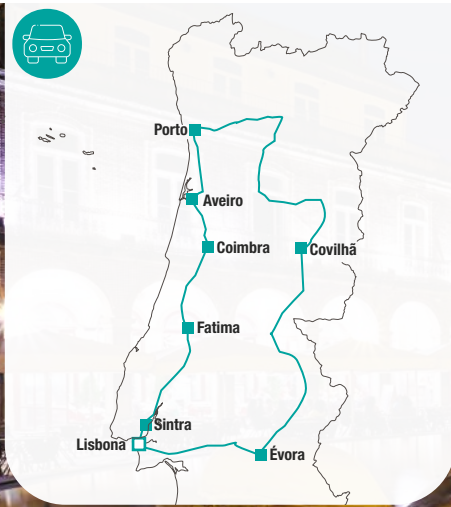 Porto
Aveiro
Coimbra
Covilhã
Fatima
Sintra
Lisbona
Évora